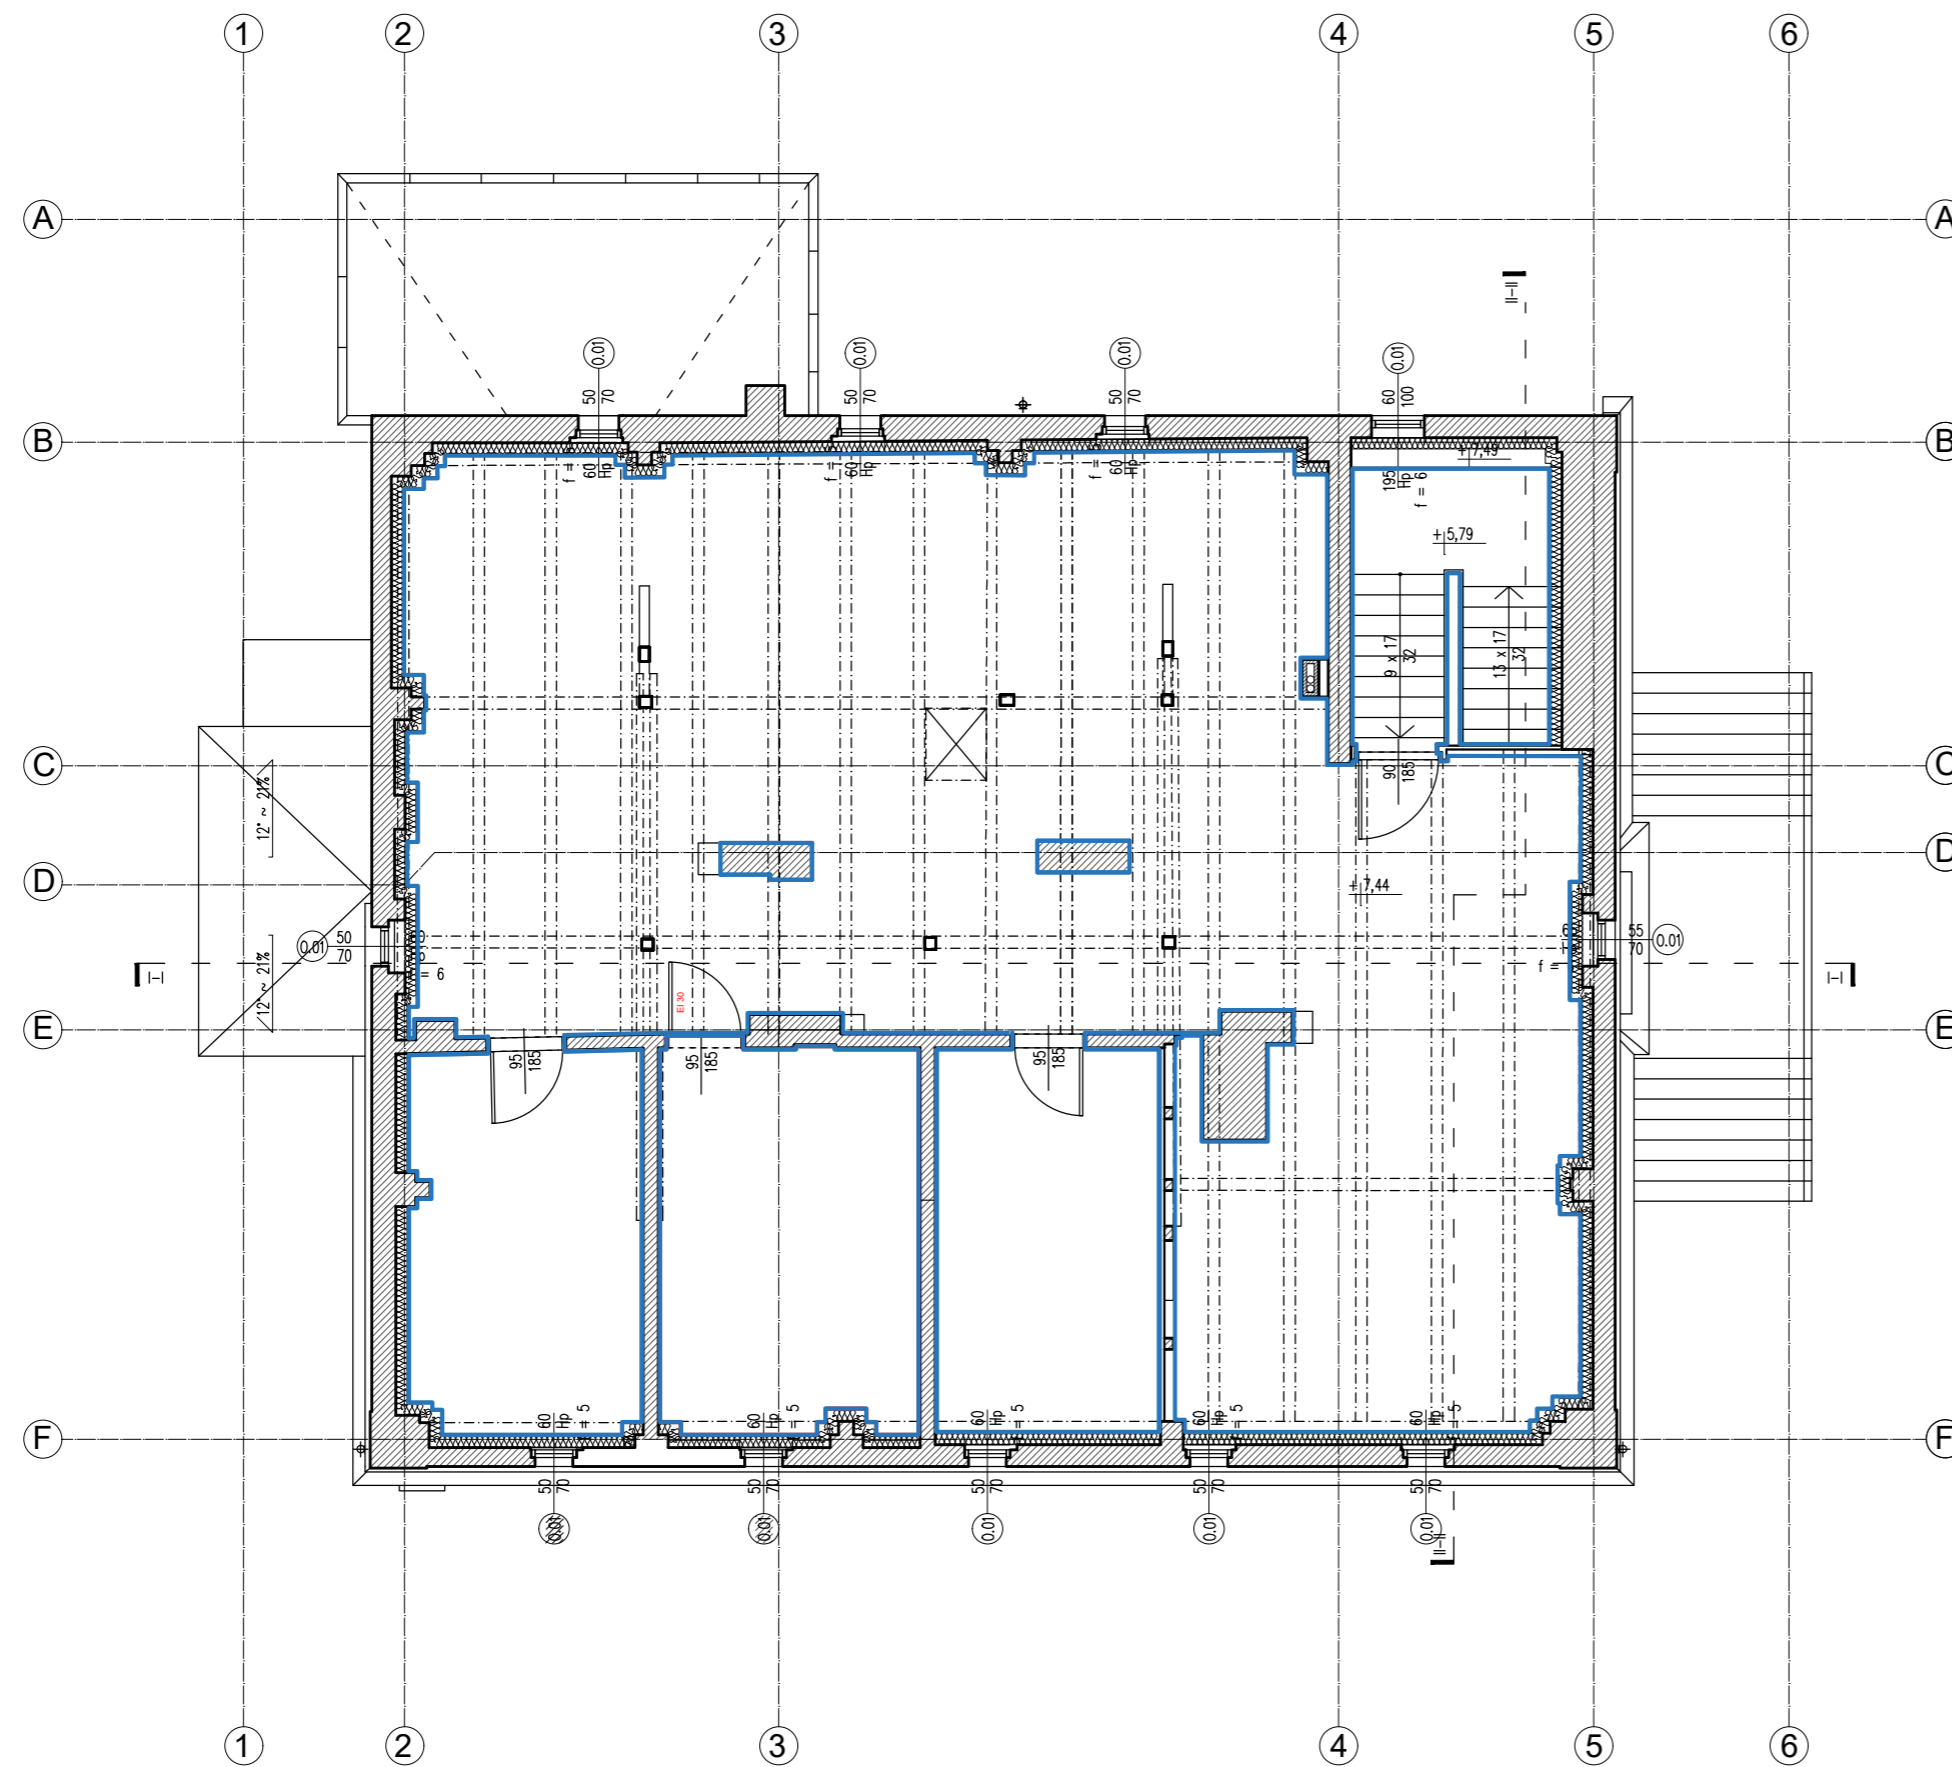 1 2 3 4 5 6
A A
II-II
0.01 0.01 0.01 0.01
50 70 50 70 50 70 60 100
B B
f = 5 60 Hp
f = 5 60 Hp
f = 5 60 Hp
+7,49
195 Hp f = 6
+5,79
9 x 17 32
13 x 17 32
C C
12° ~ 21%
90 185
D D
+7,44
0.01 50 70
= 6
55 70 0.01
f =
12° ~ 21%
I-I I-I
EI 30
E E
95 185
95 185
95 185
60 Hp = 5
60 Hp = 5
60 Hp = 5
60 Hp = 5
60 Hp = 5
F F
50 70 50 70 50 70 50 70 50 70
0.01 0.01 0.01 0.01 0.01
II-II
1 2 3 4 5 6